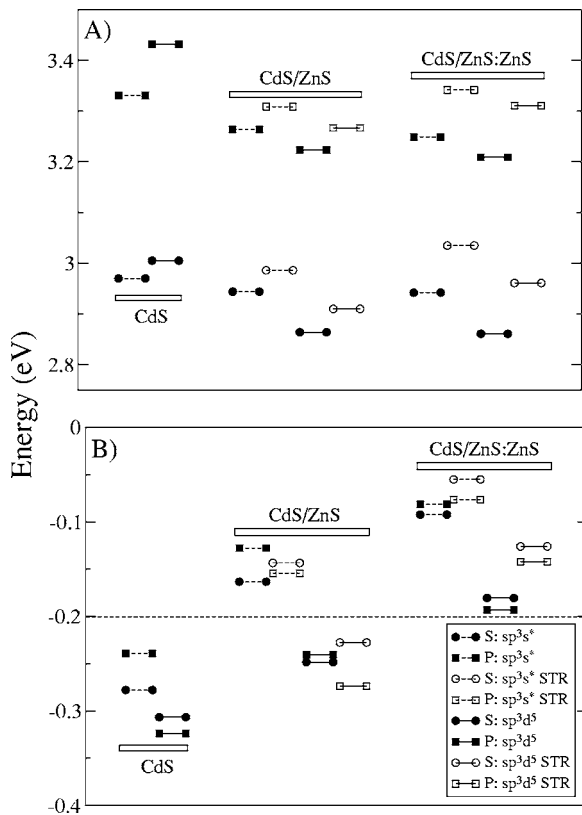 A)
3.4
3.2
3
2.8
CdS/ZnS
CdS/ZnS:ZnS
CdS
Energy (eV)
B)
0
-0.1
-0.2
-0.3
-0.4
CdS/ZnS:ZnS
CdS/ZnS
CdS
S: sp³s*
P: sp³s*
S: sp³s* STR
P: sp³s* STR
S: sp³d⁵
P: sp³d⁵
S: sp³d⁵ STR
P: sp³d⁵ STR